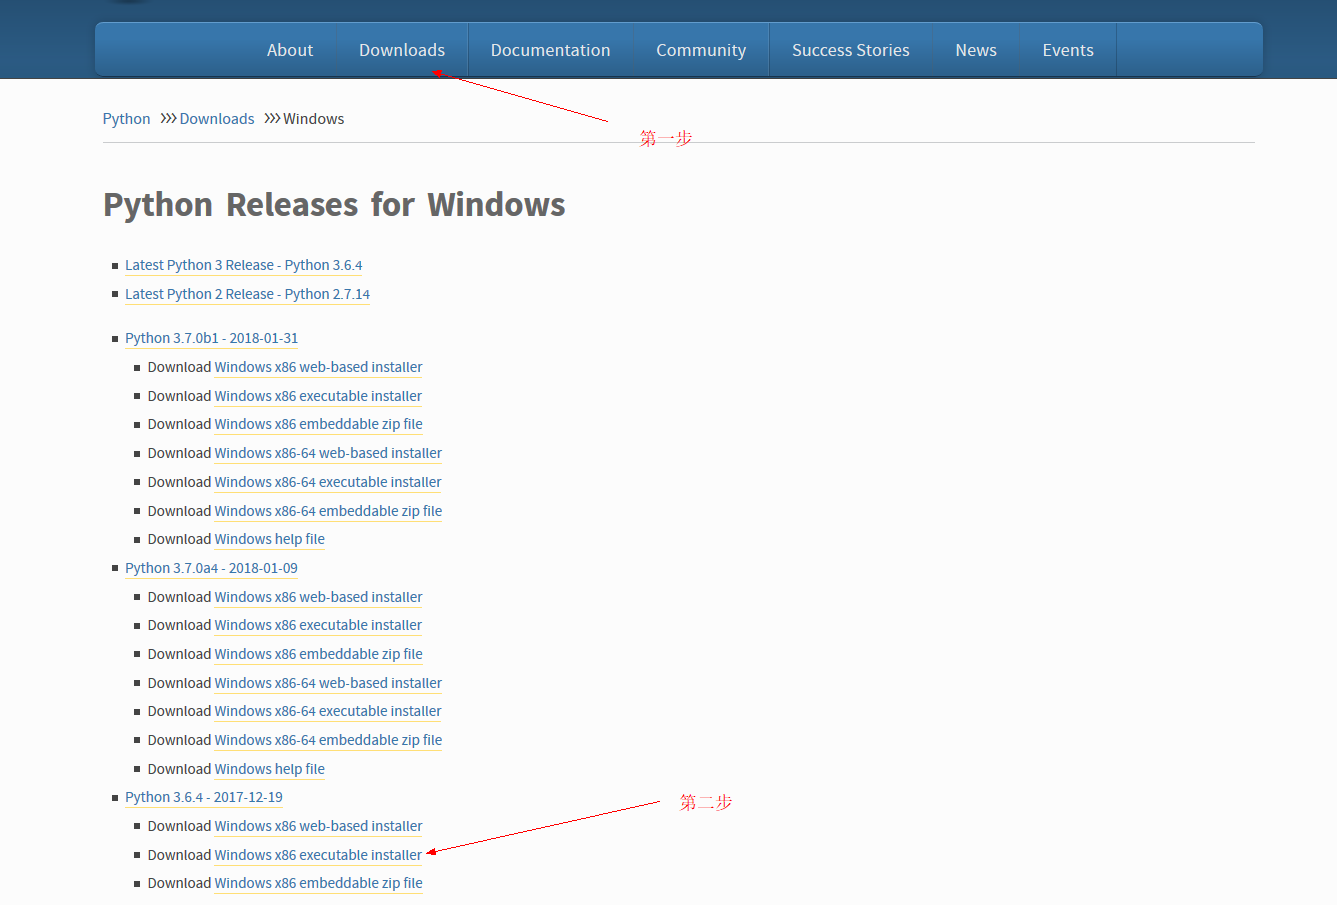 About Downloads Documentation Community Success Stories News Events
Python >>> Downloads >>> Windows
第一步
Python Releases for Windows
Latest Python 3 Release - Python 3.6.4
Latest Python 2 Release - Python 2.7.14
Python 3.7.0b1 - 2018-01-31
Download Windows x86 web-based installer
Download Windows x86 executable installer
Download Windows x86 embeddable zip file
Download Windows x86-64 web-based installer
Download Windows x86-64 executable installer
Download Windows x86-64 embeddable zip file
Download Windows help file
Python 3.7.0a4 - 2018-01-09
Download Windows x86 web-based installer
Download Windows x86 executable installer
Download Windows x86 embeddable zip file
Download Windows x86-64 web-based installer
Download Windows x86-64 executable installer
Download Windows x86-64 embeddable zip file
Download Windows help file
Python 3.6.4 - 2017-12-19
第二步
Download Windows x86 web-based installer
Download Windows x86 executable installer
Download Windows x86 embeddable zip file